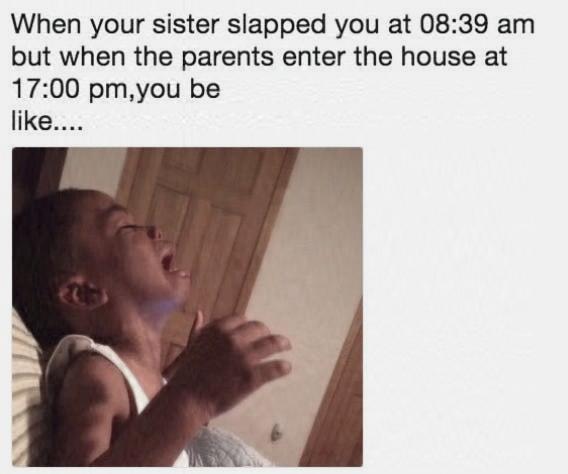 When your sister slapped you at 08:39 am
but when the parents enter the house at
17:00 pm,you be
like....